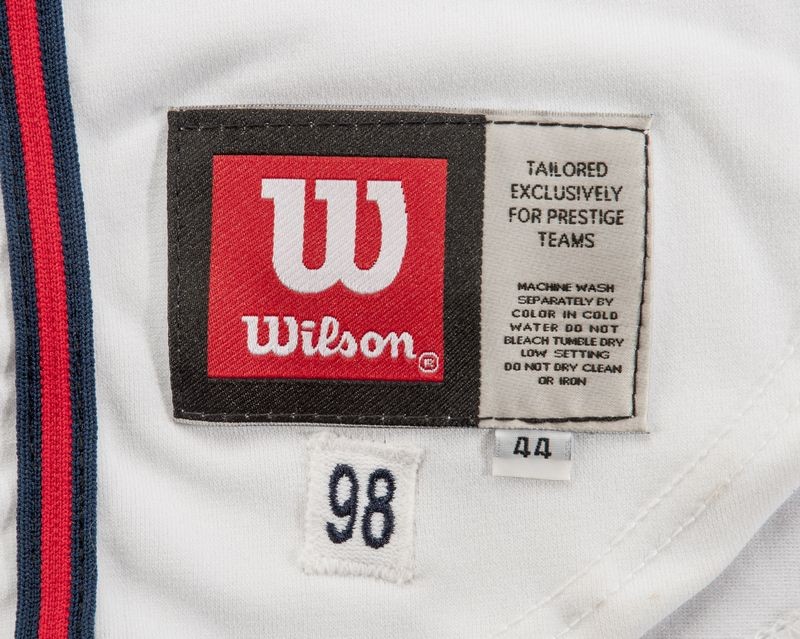 W
Wilson®
TAILORED
EXCLUSIVELY
FOR PRESTIGE
TEAMS
MACHINE WASH
SEPARATELY BY
COLOR IN COLD
WATER DO NOT
BLEACH TUMBLE DRY
LOW SETTING
DO NOT DRY CLEAN
OR IRON
44
98